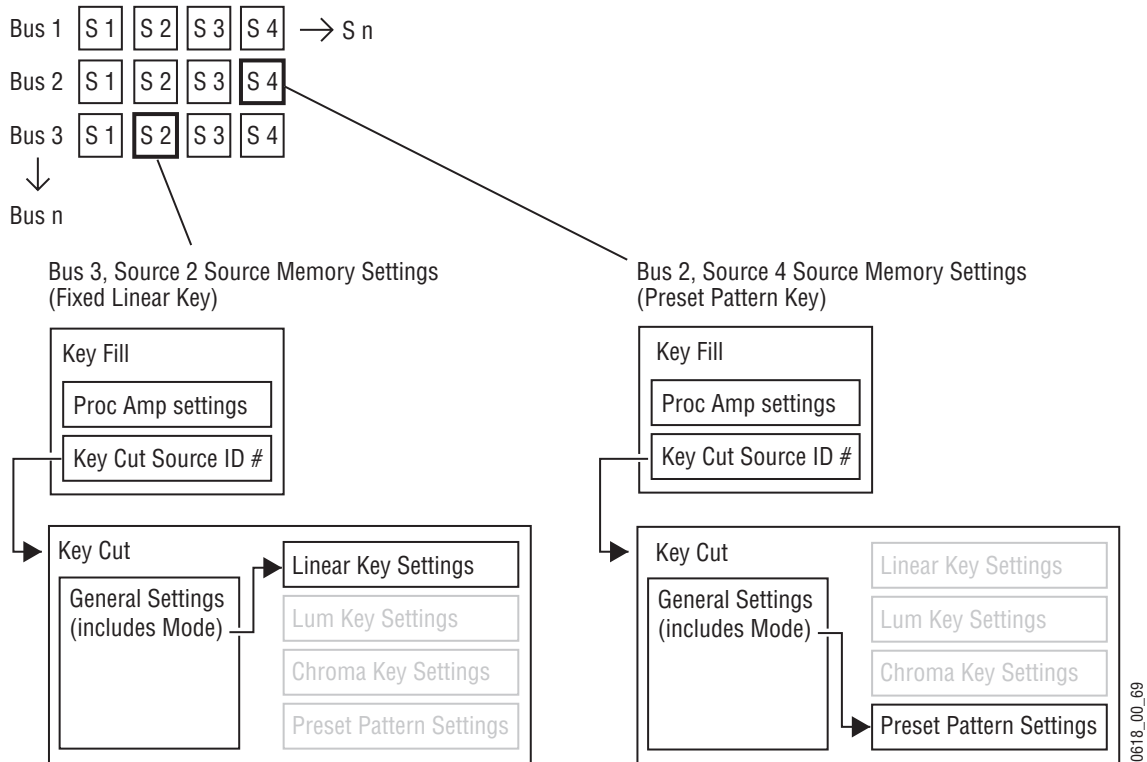 Bus 1 S 1 S 2 S 3 S 4 S n
Bus 2 S 1 S 2 S 3 S 4
Bus 3 S 1 S 2 S 3 S 4
Bus n
Bus 3, Source 2 Source Memory Settings
(Fixed Linear Key)
Key Fill
Proc Amp settings
Key Cut Source ID #
Key Cut
General Settings
(includes Mode)
Linear Key Settings
Lum Key Settings
Chroma Key Settings
Preset Pattern Settings
Bus 2, Source 4 Source Memory Settings
(Preset Pattern Key)
Key Fill
Proc Amp settings
Key Cut Source ID #
Key Cut
General Settings
(includes Mode)
Linear Key Settings
Lum Key Settings
Chroma Key Settings
Preset Pattern Settings
0618_00_69